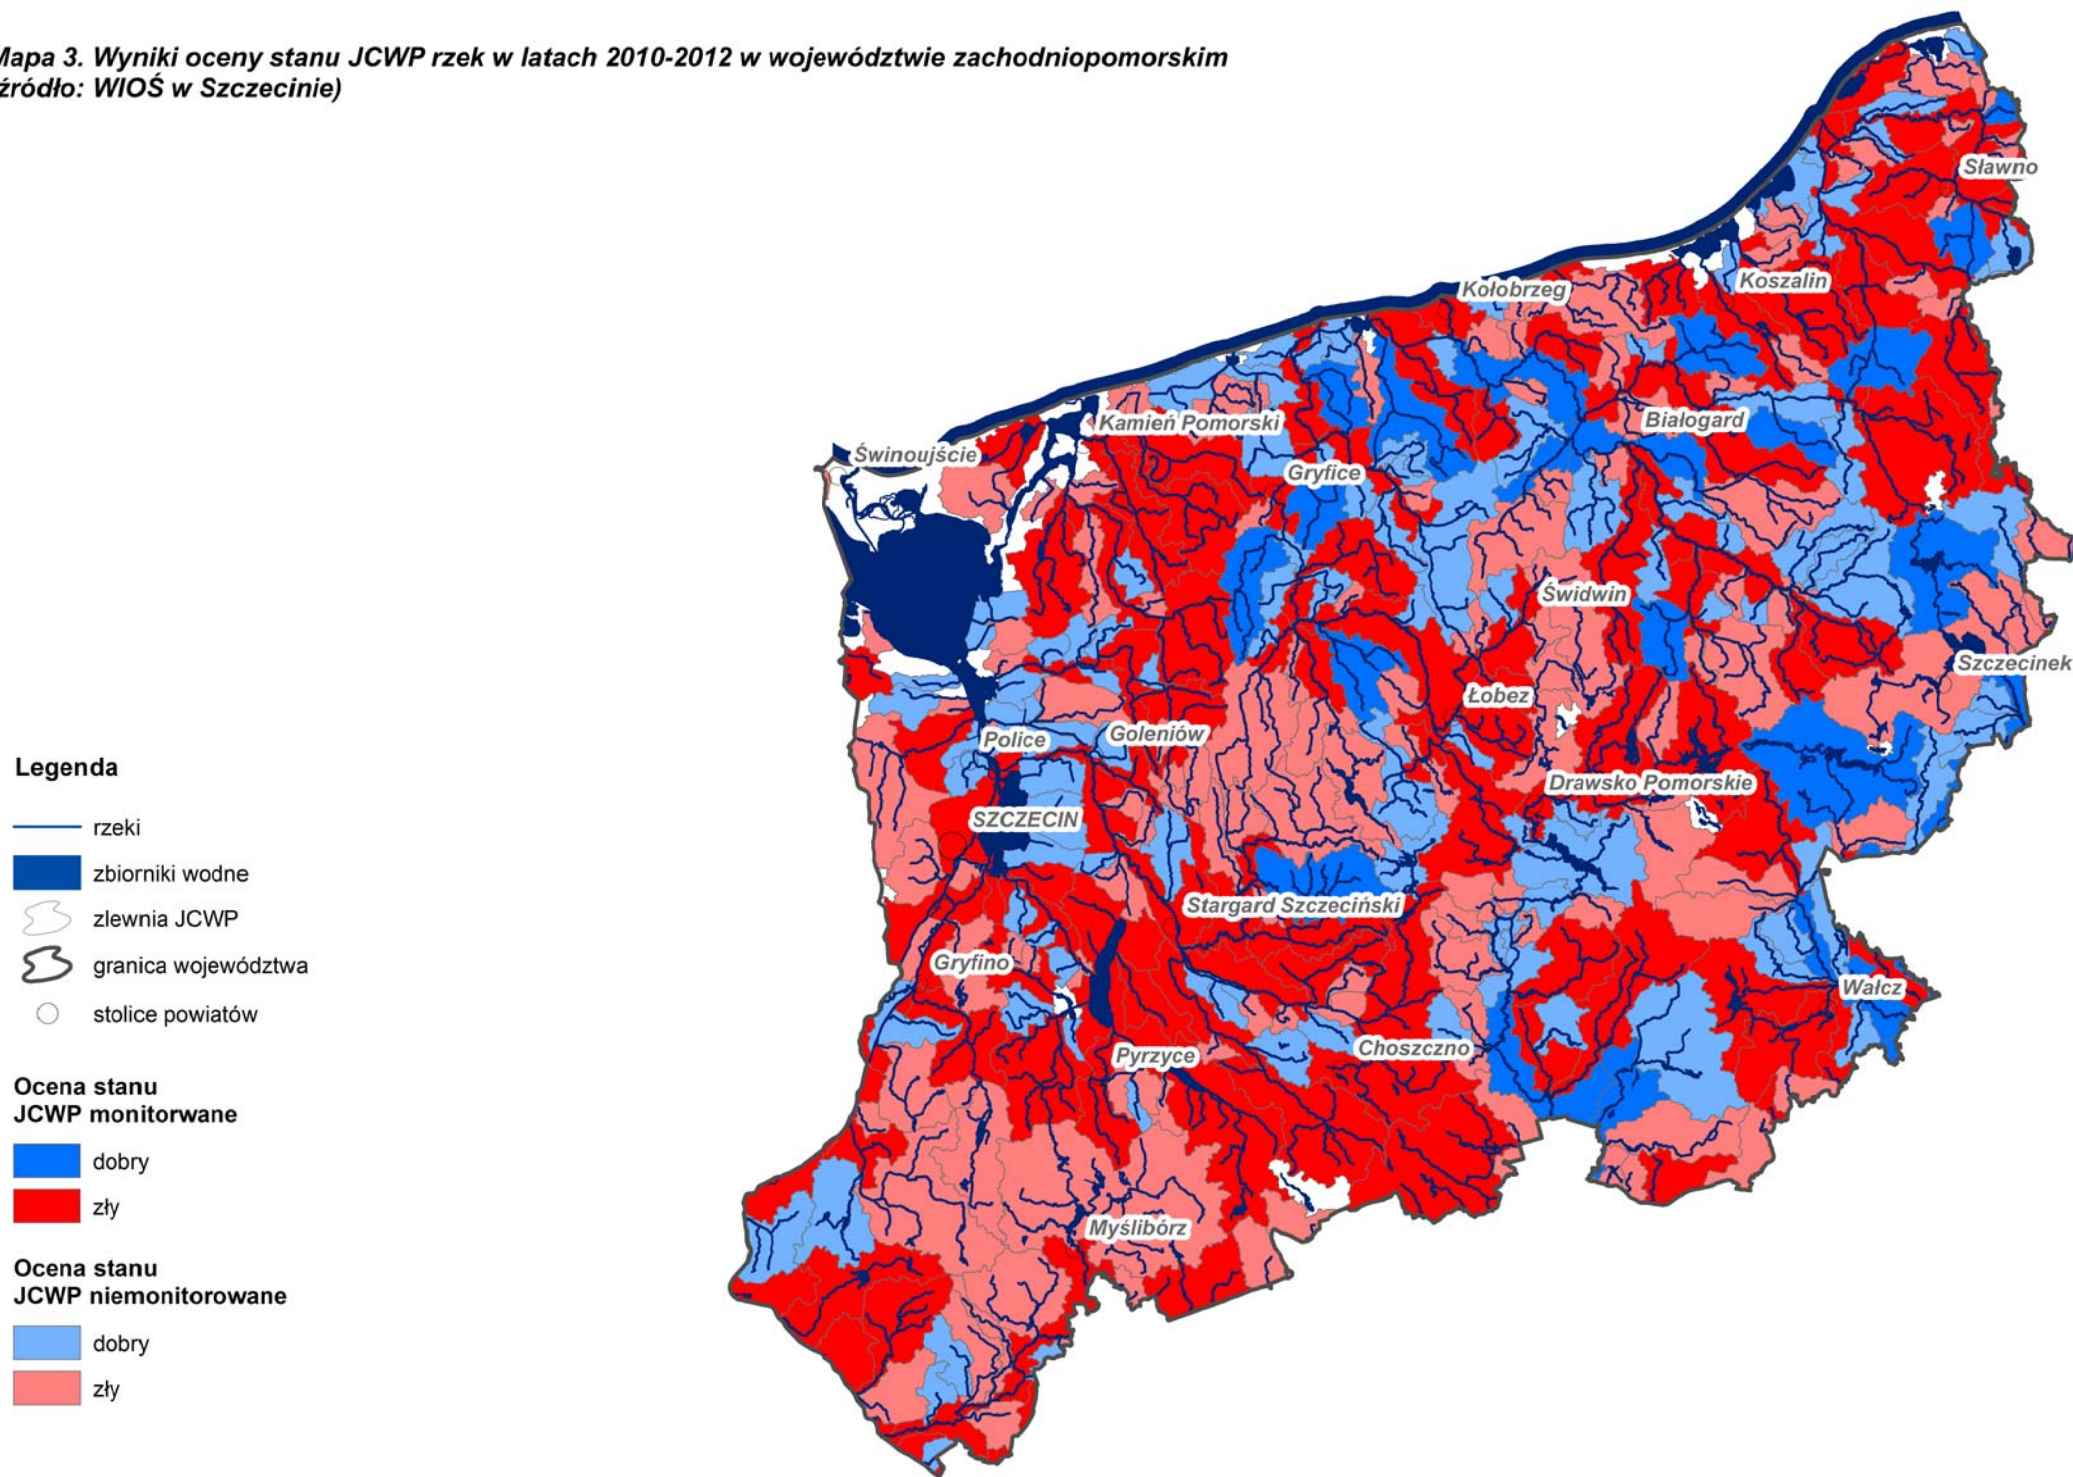 Mapa 3. Wyniki oceny stanu JCWP rzek w latach 2010-2012 w województwie zachodniopomorskim
źródło: WIOŚ w Szczecinie)
Sławno
Koszalin
Kołobrzeg
Kamień Pomorski
Białogard
Świnoujście
Gryfice
Świdwin
Szczecinek
Łobez
Goleniów
Police
Drawsko Pomorskie
SZCZECIN
Stargard Szczeciński
Gryfino
Wałcz
Choszczno
Pyrzyce
Myślibórz
Legenda
rzeki
zbiorniki wodne
zlewnia JCWP
granica województwa
stolice powiatów
Ocena stanu
JCWP monitorwane
dobry
zły
Ocena stanu
JCWP niemonitorowane
dobry
zły